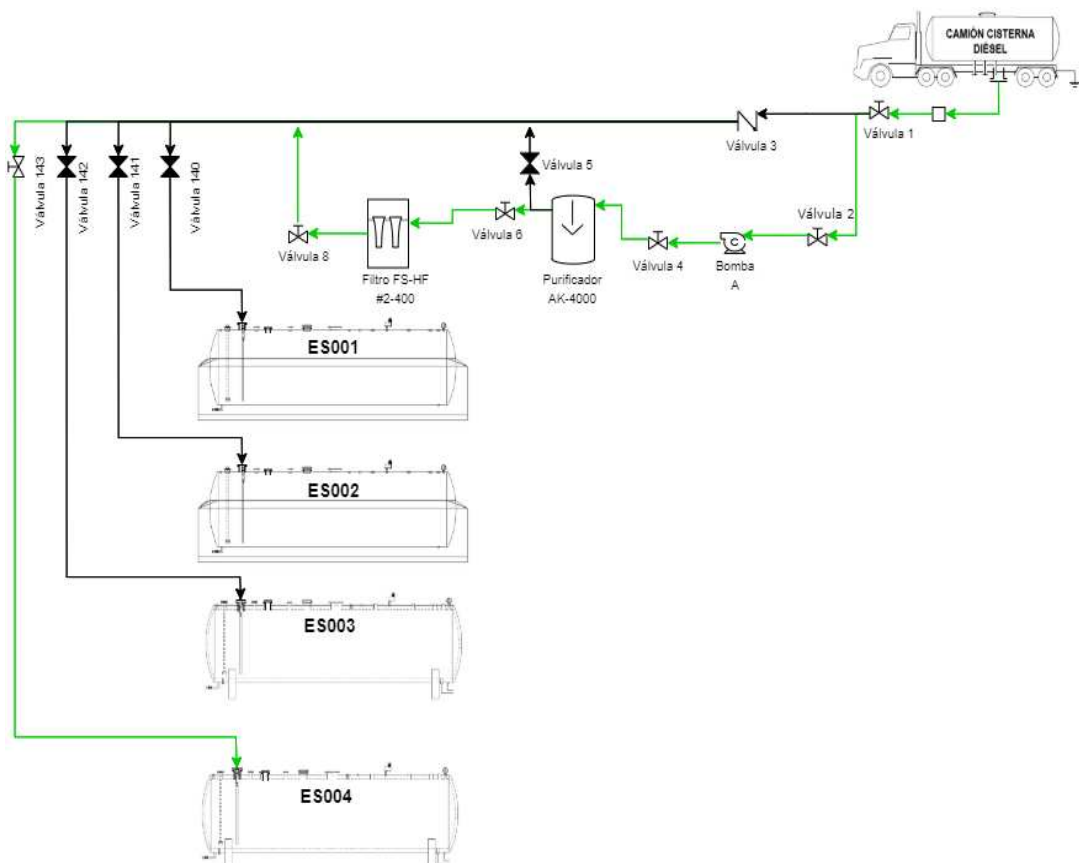 CAMIÓN CISTERNA
DIÉSEL
Válvula 1
Válvula 3
Válvula 143
Válvula 142
Válvula 141
Válvula 140
Válvula 5
Válvula 2
Válvula 6
Válvula 8
Válvula 4
C
Bomba
A
Filtro FS-HF
#2-400
Purificador
AK-4000
ES001
ES002
ES003
ES004